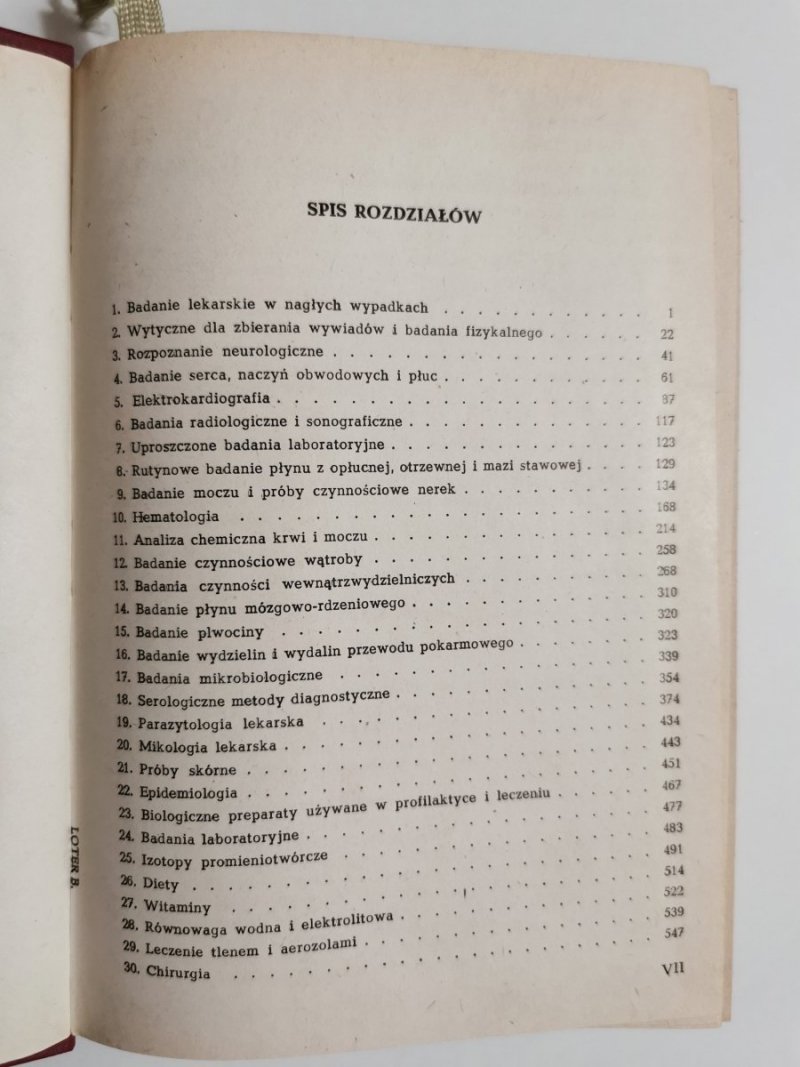 SPIS ROZDZIAŁÓW
1. Badanie lekarskie w nagłych wypadkach . . . . . . . . . . . . 1
2. Wytyczne dla zbierania wywiadów i badania fizykalnego . . . . . . 22
3. Rozpoznanie neurologiczne . . . . . . . . . . . . . . . . . 41
4. Badanie serca, naczyń obwodowych i płuc . . . . . . . . . . . 61
5. Elektrokardiografia . . . . . . . . . . . . . . . . . . . . 87
6. Badania radiologiczne i sonograficzne . . . . . . . . . . . . . 117
7. Uproszczone badania laboratoryjne . . . . . . . . . . . . . . 123
8. Rutynowe badanie płynu z opłucnej, otrzewnej i mazi stawowej . . . . 129
9. Badanie moczu i próby czynnościowe nerek . . . . . . . . . . 134
10. Hematologia . . . . . . . . . . . . . . . . . . . . . 168
11. Analiza chemiczna krwi i moczu . . . . . . . . . . . . . . . 214
12. Badanie czynnościowe wątroby . . . . . . . . . . . . . . . 258
13. Badania czynności wewnątrzwydzielniczych . . . . . . . . . . 268
14. Badanie płynu mózgowo-rdzeniowego . . . . . . . . . . . . . 310
15. Badanie plwociny . . . . . . . . . . . . . . . . . . . 320
16. Badanie wydzielin i wydalin przewodu pokarmowego . . . . . . . 323
17. Badania mikrobiologiczne . . . . . . . . . . . . . . . . 339
18. Serologiczne metody diagnostyczne . . . . . . . . . . . . . 354
19. Parazytologia lekarska . . . . . . . . . . . . . . . . . 374
20. Mikologia lekarska . . . . . . . . . . . . . . . . . . . 434
21. Próby skórne . . . . . . . . . . . . . . . . . . . . . 443
22. Epidemiologia . . . . . . . . . . . . . . . . . . . . . 451
23. Biologiczne preparaty używane w profilaktyce i leczeniu . . . . . 467
24. Badania laboratoryjne . . . . . . . . . . . . . . . . . . 477
25. Izotopy promieniotwórcze . . . . . . . . . . . . . . . . 483
26. Diety . . . . . . . . . . . . . . . . . . . . . . . . 491
27. Witaminy . . . . . . . . . . . . . . . . . . . . . . 514
28. Równowaga wodna i elektrolitowa . . . . . . . . . . . . . 522
29. Leczenie tlenem i aerozolami . . . . . . . . . . . . . . . 539
30. Chirurgia . . . . . . . . . . . . . . . . . . . . . . 547
VII
LOTER B.